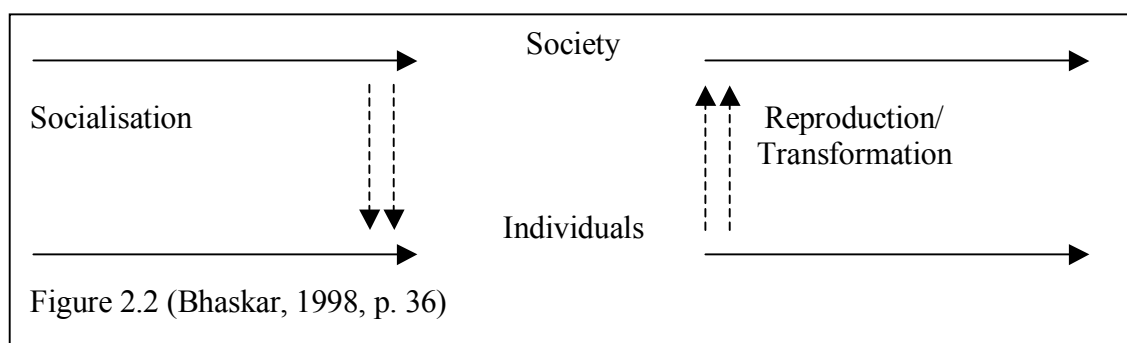 Society
Socialisation
Reproduction/
Transformation
Individuals
Figure 2.2 (Bhaskar, 1998, p. 36)